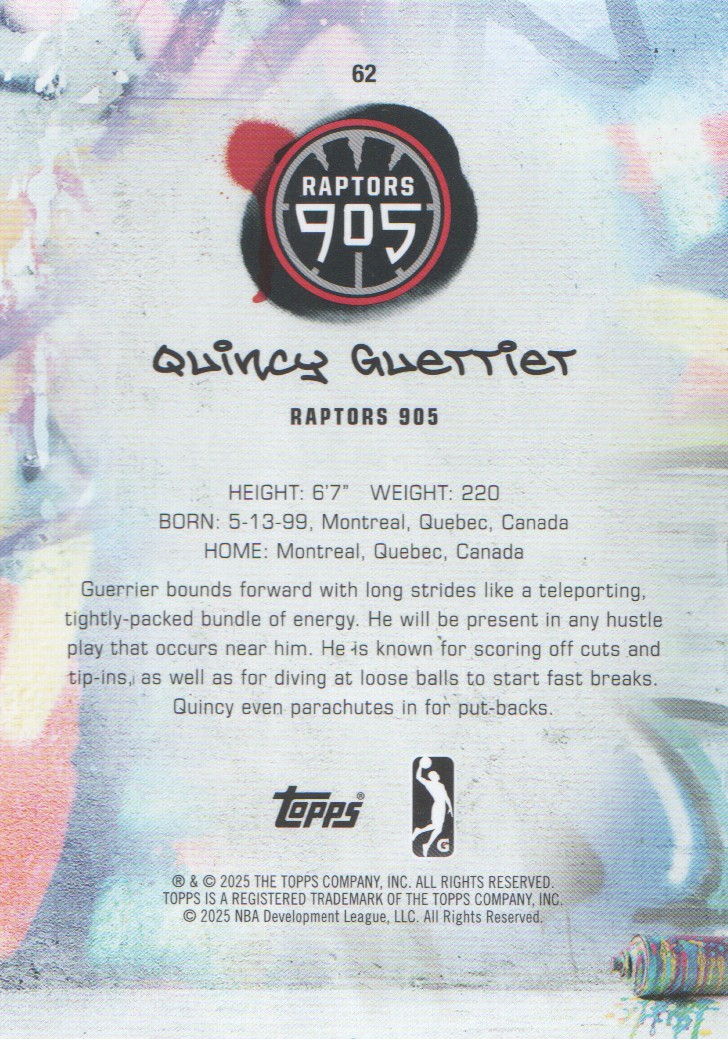 62
RAPTORS
905
Quincy Guerrier
RAPTORS 905
HEIGHT: 6'7" WEIGHT: 220
BORN: 5-13-99, Montreal, Quebec, Canada
HOME: Montreal, Quebec, Canada
Guerrier bounds forward with long strides like a teleporting,
tightly-packed bundle of energy. He will be present in any hustle
play that occurs near him. He is known for scoring off cuts and
tip-ins, as well as for diving at loose balls to start fast breaks.
Quincy even parachutes in for put-backs.
topps®
G
® & © 2025 THE TOPPS COMPANY, INC. ALL RIGHTS RESERVED.
TOPPS IS A REGISTERED TRADEMARK OF THE TOPPS COMPANY, INC.
© 2025 NBA Development League, LLC. All Rights Reserved.